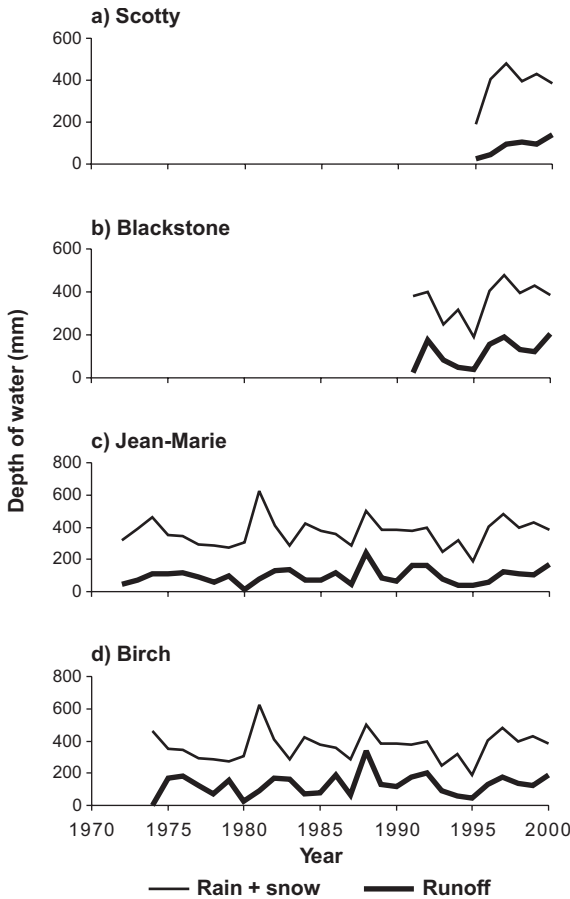 a) Scotty
600
400
200
0
b) Blackstone
600
400
200
0
Depth of water (mm)
c) Jean-Marie
800
600
400
200
0
d) Birch
800
600
400
200
0
1970 1975 1980 1985 1990 1995 2000
Year
Rain + snow Runoff